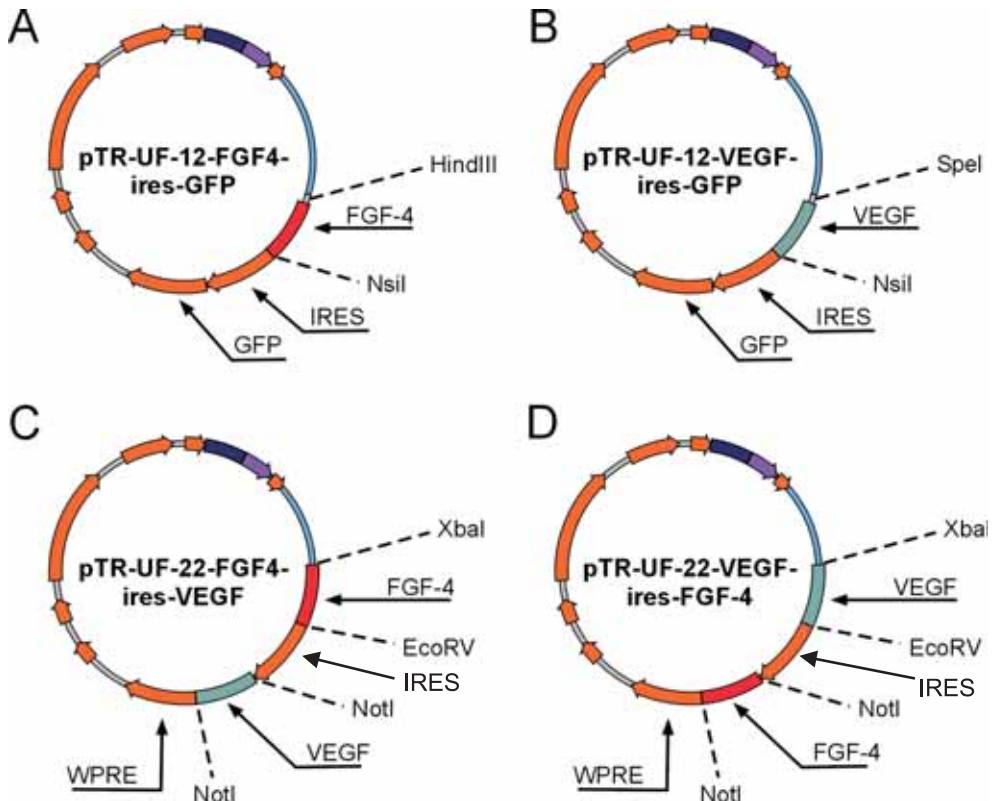 A
pTR-UF-12-FGF4-
ires-GFP
HindIII
FGF-4
NsiI
IRES
GFP
B
pTR-UF-12-VEGF-
ires-GFP
SpeI
VEGF
NsiI
IRES
GFP
C
pTR-UF-22-FGF4-
ires-VEGF
XbaI
FGF-4
EcoRV
IRES
NotI
VEGF
WPRE
NotI
D
pTR-UF-22-VEGF-
ires-FGF-4
XbaI
VEGF
EcoRV
IRES
NotI
FGF-4
WPRE
NotI